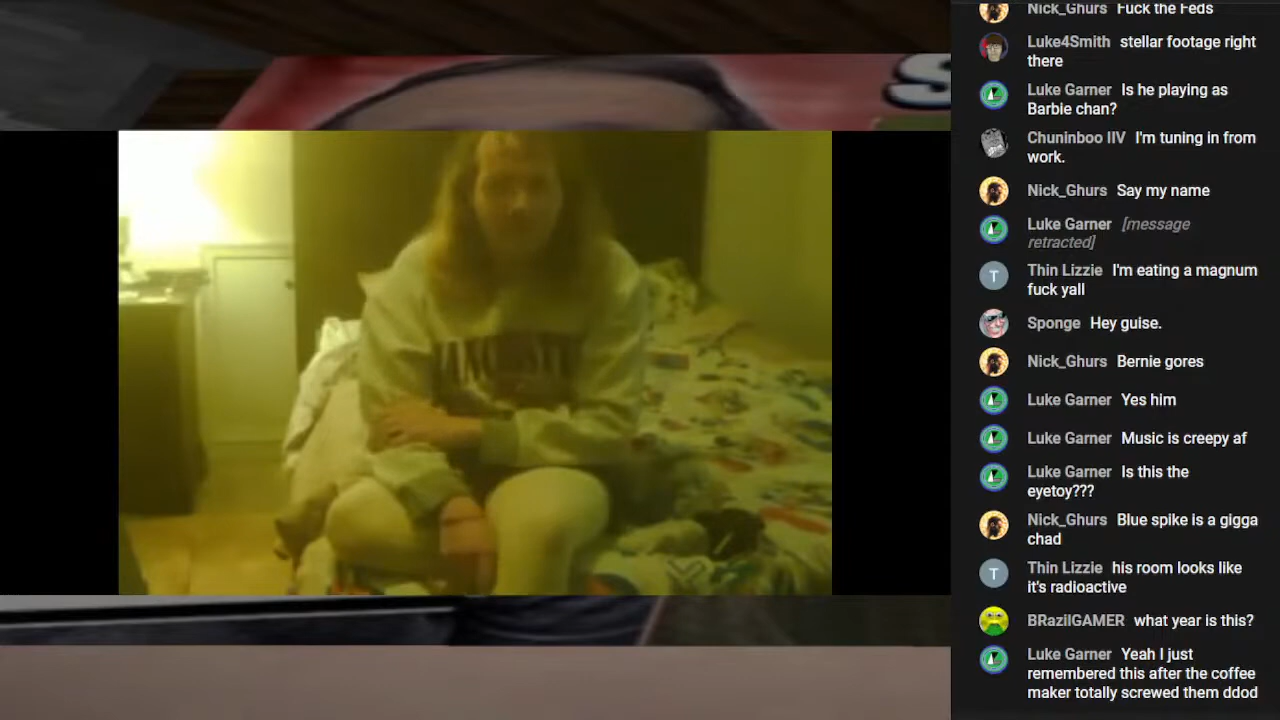 Nick_Ghurs Fuck the Feds
Luke4Smith stellar footage right
there
Luke Garner Is he playing as
Barbie chan?
Chuninboo IIV I'm tuning in from
work.
Nick_Ghurs Say my name
Luke Garner [message
retracted]
T Thin Lizzie I'm eating a magnum
fuck yall
Sponge Hey guise.
Nick_Ghurs Bernie gores
Luke Garner Yes him
Luke Garner Music is creepy af
Luke Garner Is this the
eyetoy???
Nick_Ghurs Blue spike is a gigga
chad
T Thin Lizzie his room looks like
it's radioactive
BRazilGAMER what year is this?
Luke Garner Yeah I just
remembered this after the coffee
maker totally screwed them ddod